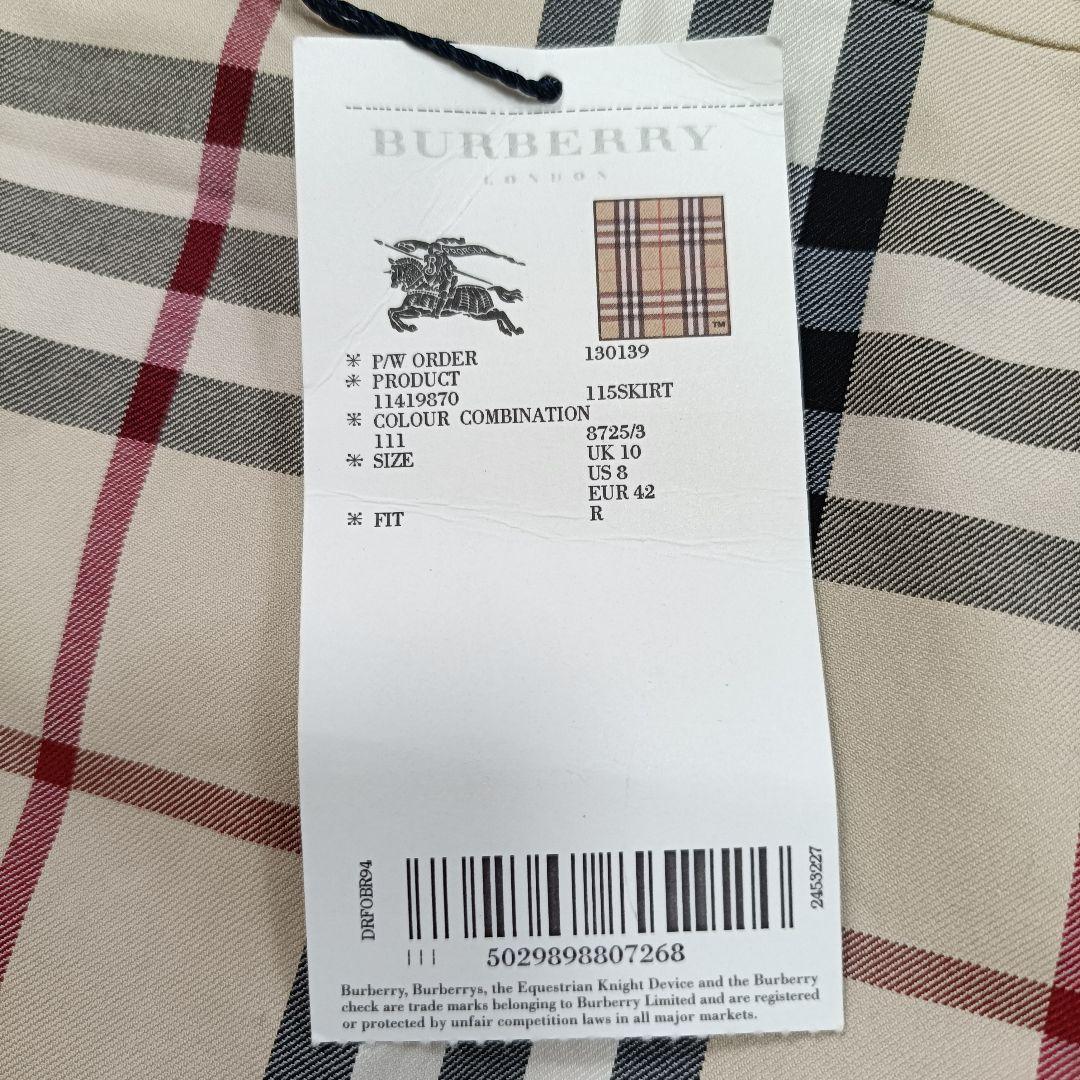 BURBERRY
LONDON
PRORSUM
TM
* P/W ORDER 130139
* PRODUCT
11419870 115SKIRT
* COLOUR COMBINATION
111 8725/3
* SIZE UK 10
US 8
EUR 42
* FIT R
DRFOBR94
2453227
5029898807268
Burberry, Burberrys, the Equestrian Knight Device and the Burberry
check are trade marks belonging to Burberry Limited and are registered
or protected by unfair competition laws in all major markets.